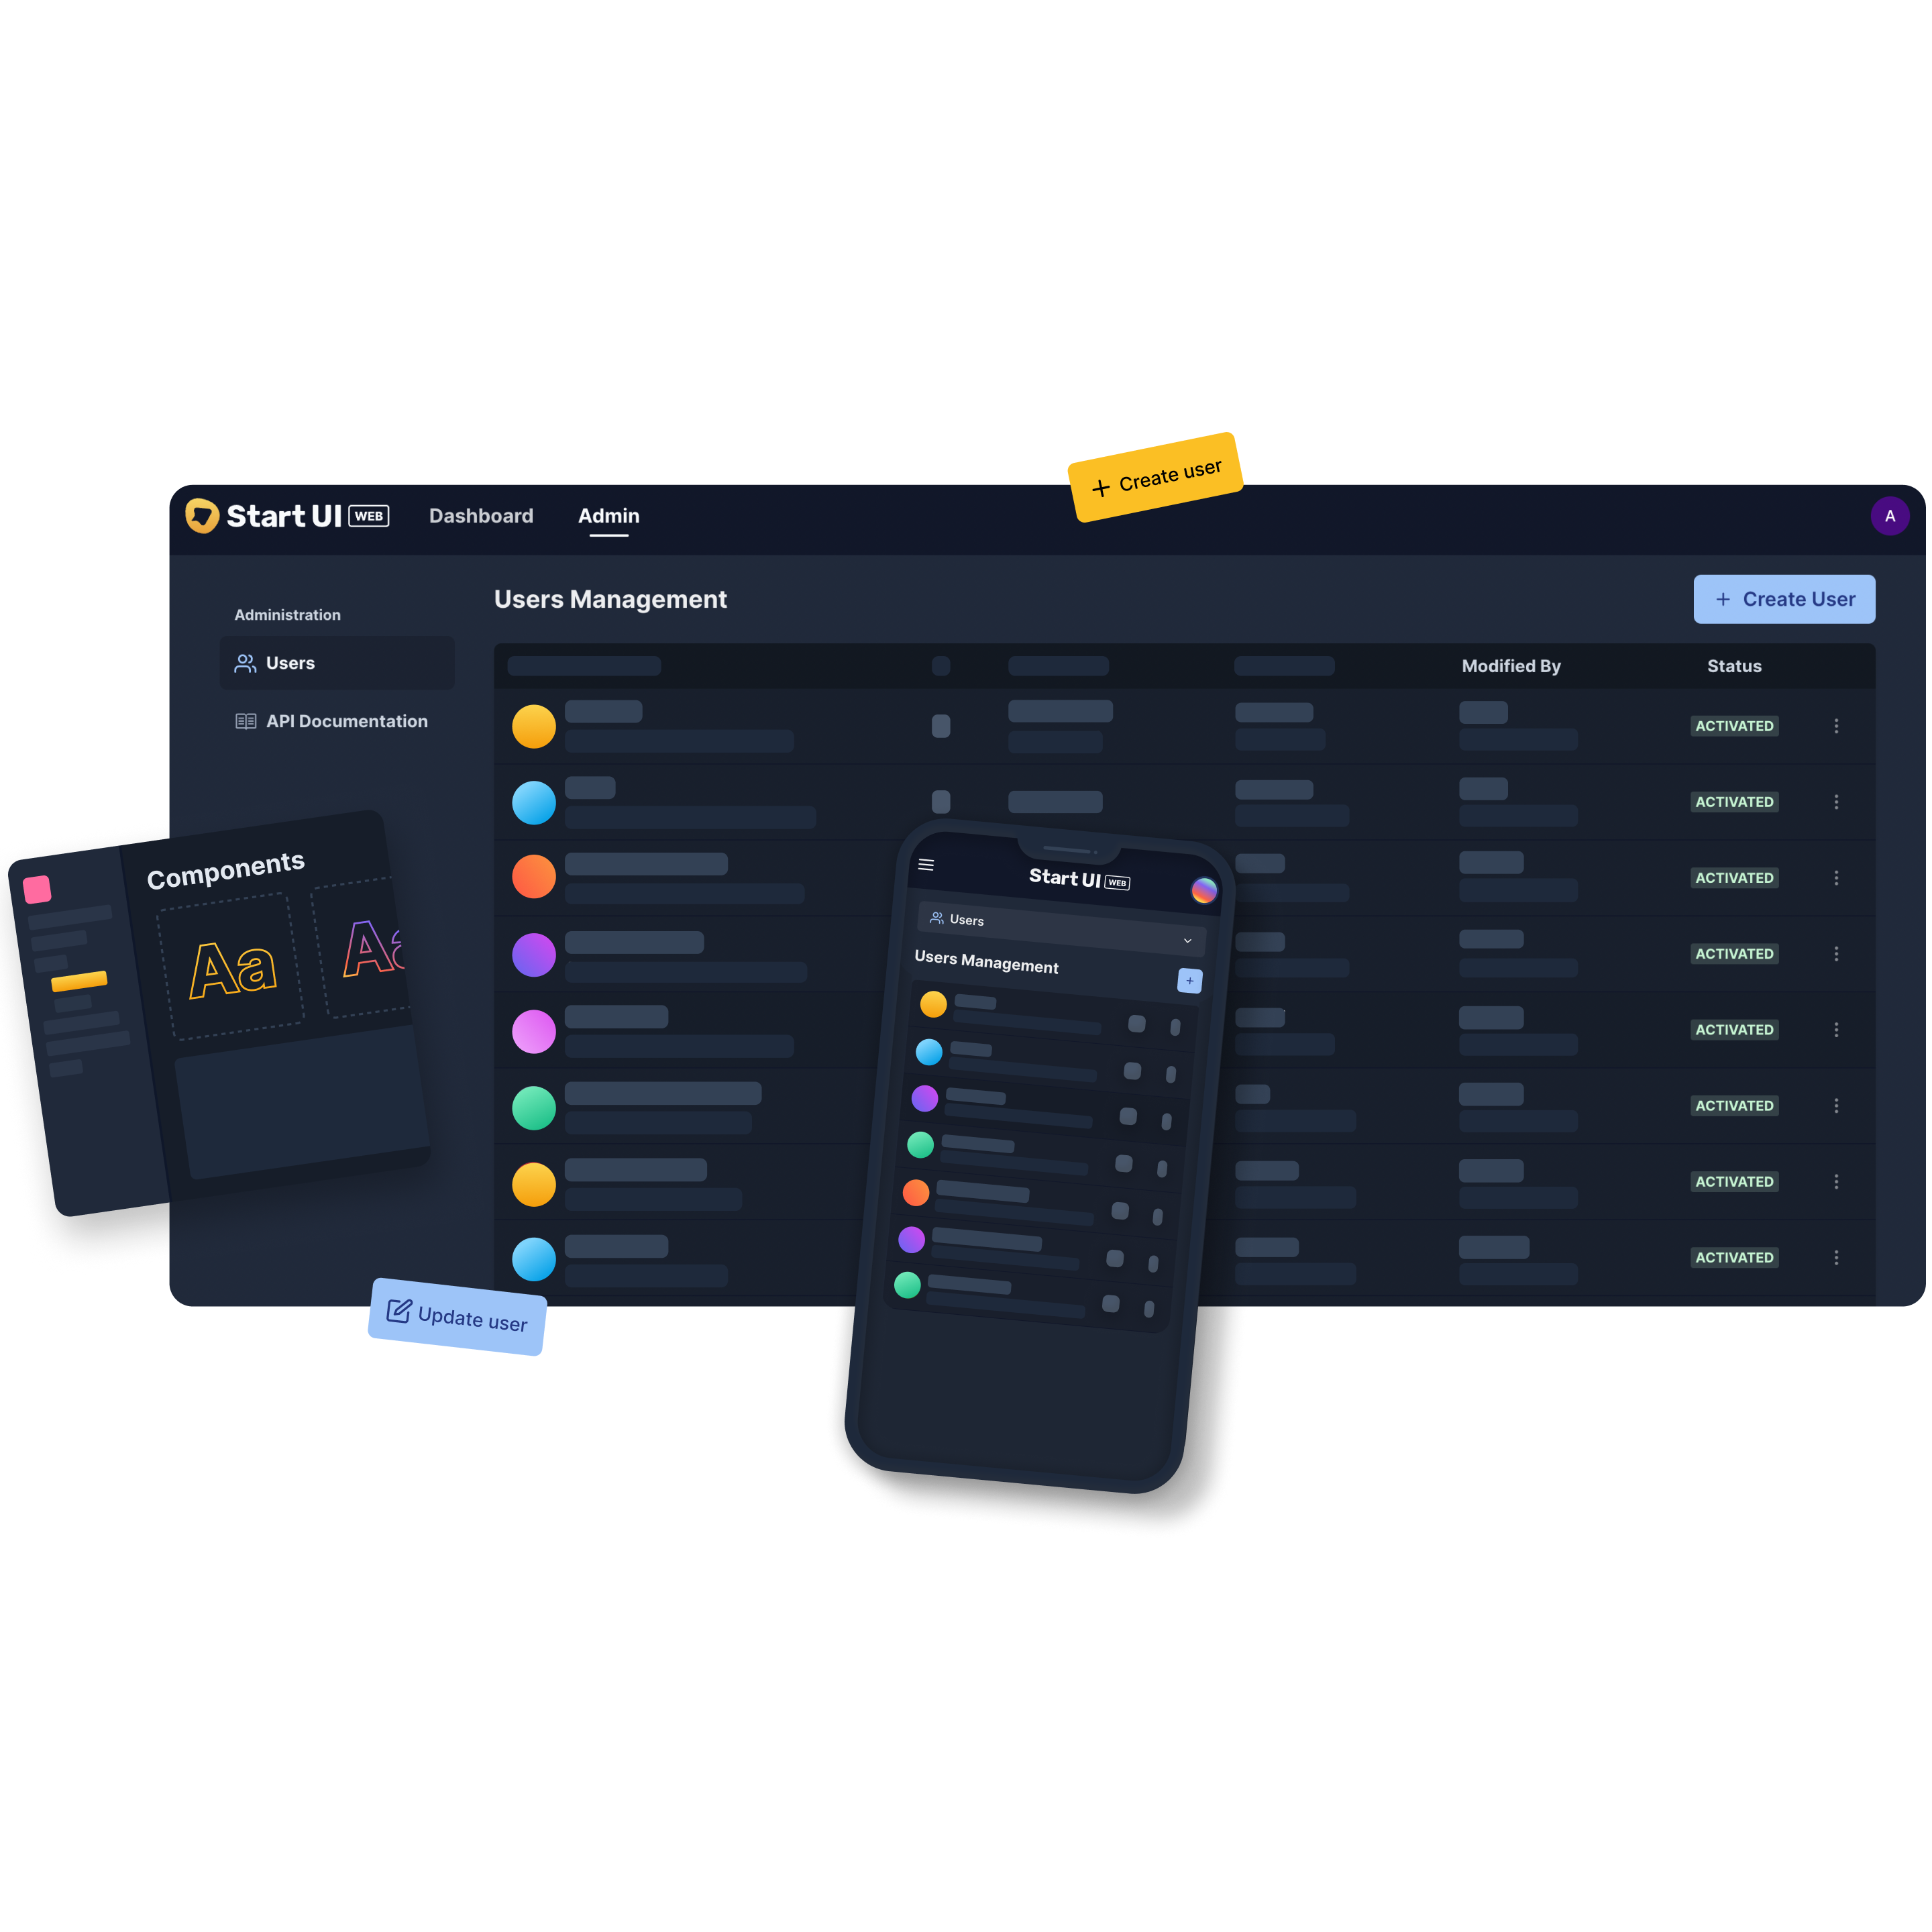 + Create user
Start UI WEB
Dashboard
Admin
A
Administration
Users
API Documentation
Users Management
+ Create User
Modified By
Status
ACTIVATED
ACTIVATED
ACTIVATED
ACTIVATED
ACTIVATED
ACTIVATED
ACTIVATED
ACTIVATED
Components
Aa
Aa
Start UI WEB
Users
Users Management
+
Update user